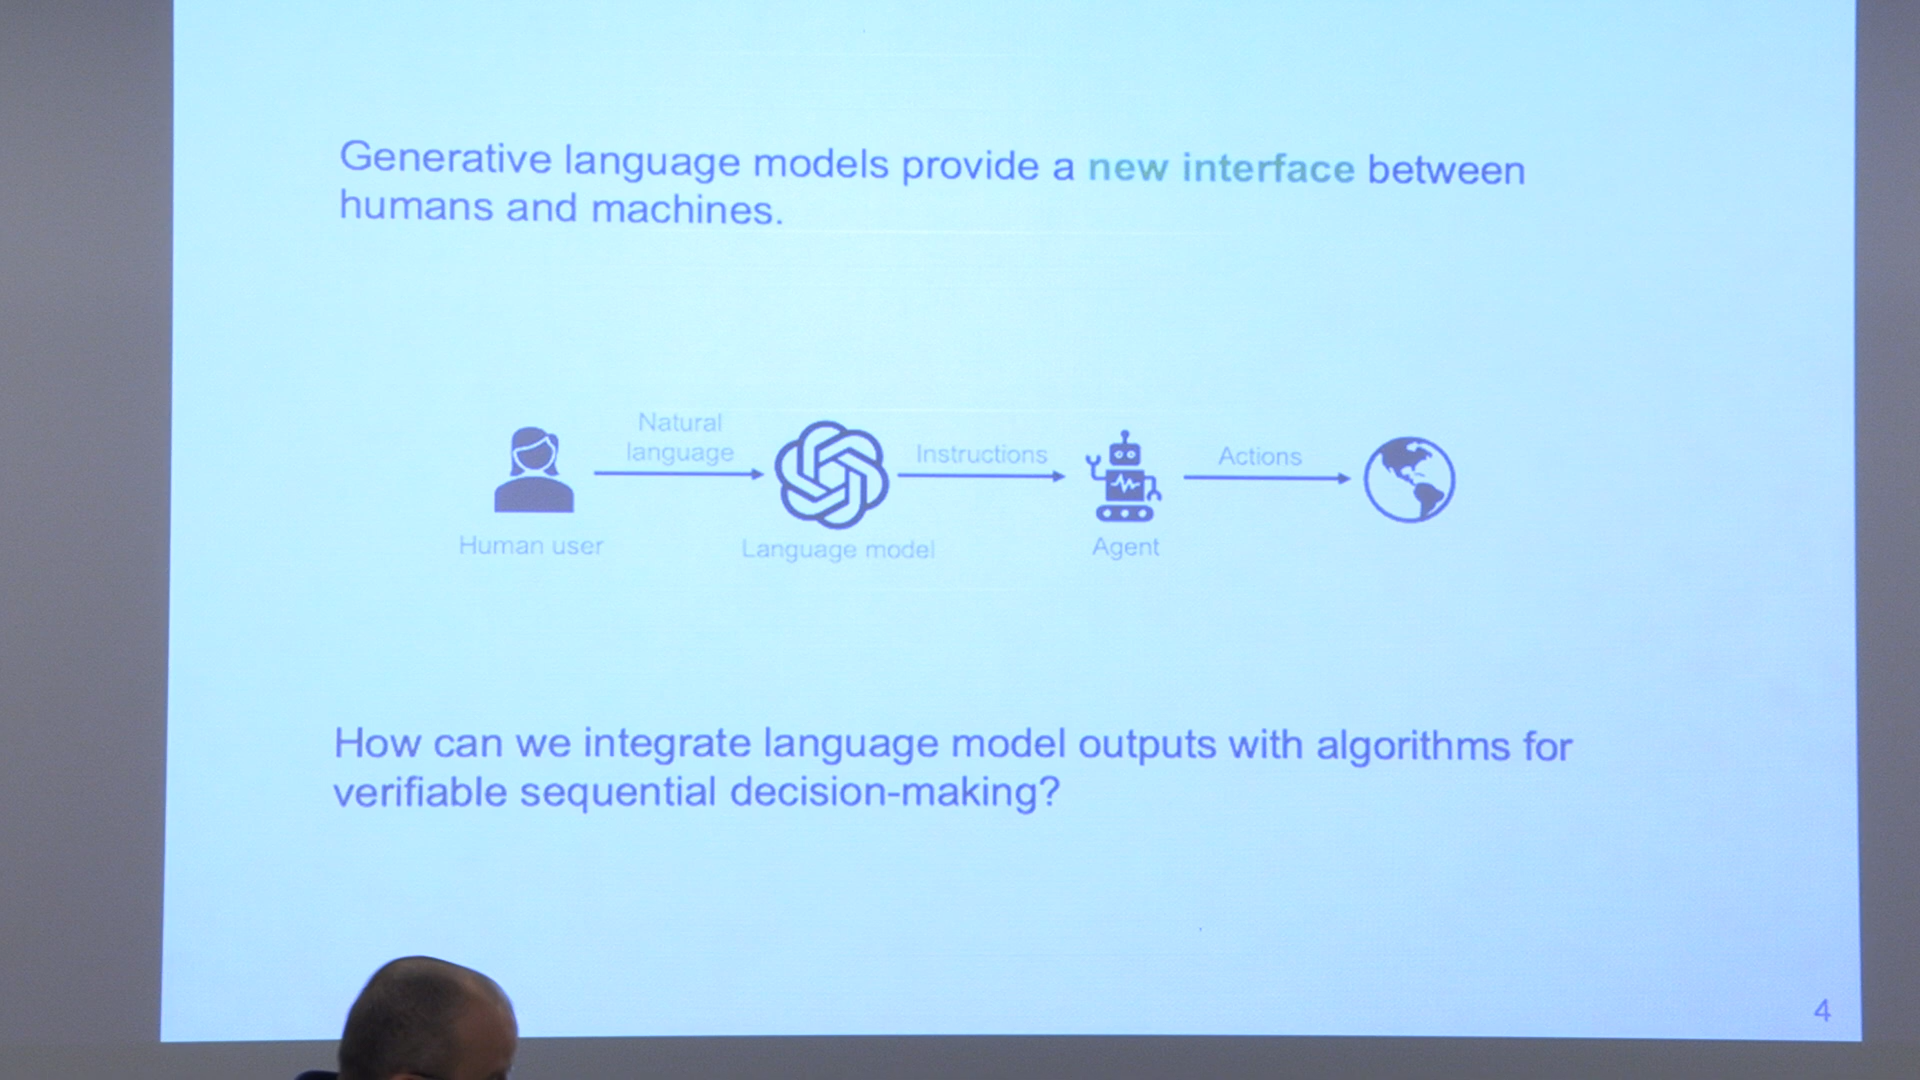 Generative language models provide a new interface between
humans and machines.
Natural
language
Instructions
Actions
Human user
Language model
Agent
How can we integrate language model outputs with algorithms for
verifiable sequential decision-making?
4